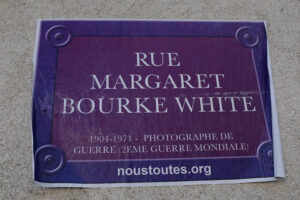 RUE
MARGARET
BOURKE WHITE
1904-1971 - PHOTOGRAPHE DE
GUERRE (2EME GUERRE MONDIALE)
noustoutes.org